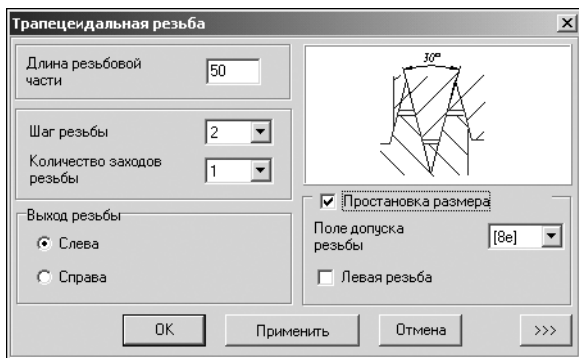 Трапецеидальная резьба
Длина резьбовой
части
50
Шаг резьбы
2
Количество заходов
резьбы
1
Выход резьбы
Слева
Справа
30°
Простановка размера
Поле допуска
резьбы
[8e]
Левая резьба
OK
Применить
Отмена
>>>